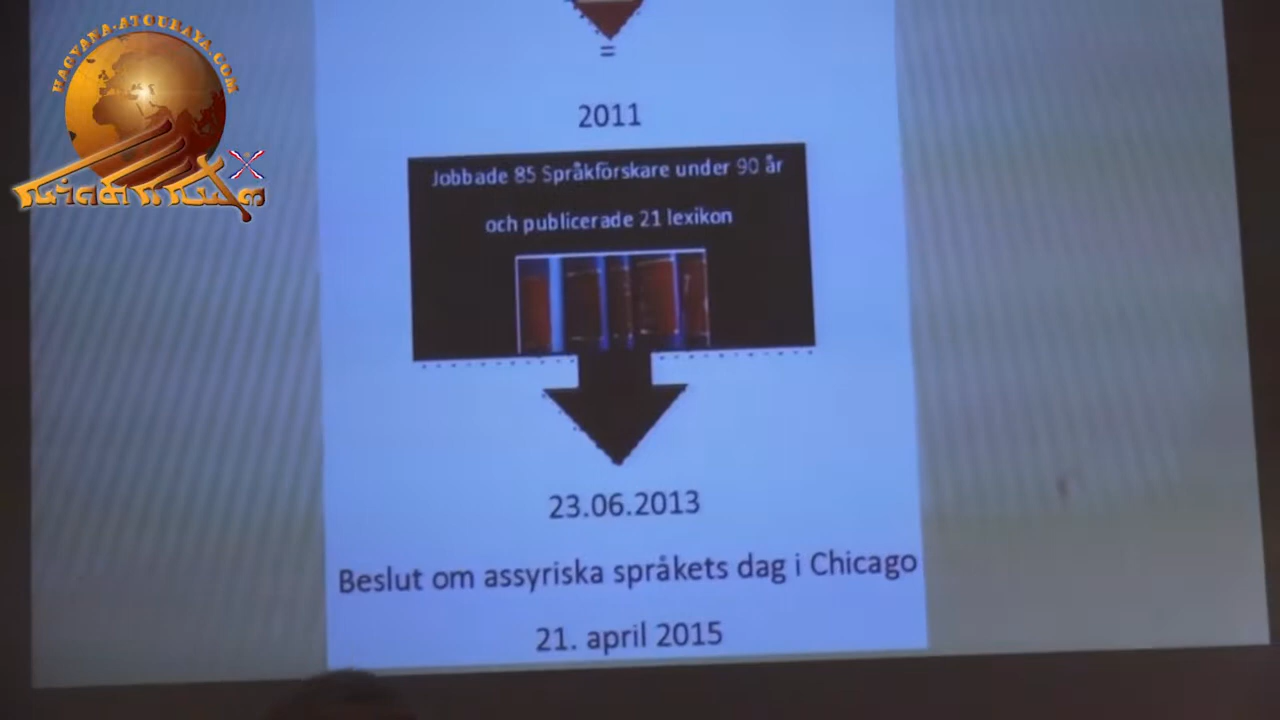 HAGYANA-ATOURAYA.COM
=
2011
Jobbade 85 Språkförskare under 90 år
och publicerade 21 lexikon
23.06.2013
Beslut om assyriska språkets dag i Chicago
21. april 2015